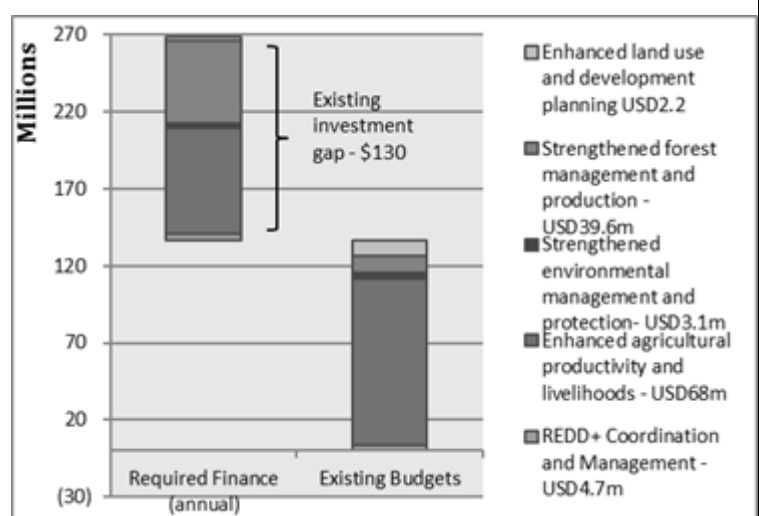 Millions
270
220
170
120
70
20
(30)
Existing
investment
gap - $130
Required Finance
(annual)
Existing Budgets
Enhanced land use
and development
planning USD2.2
Strengthened forest
management and
production -
USD39.6m
Strengthened
environmental
management and
protection- USD3.1m
Enhanced agricultural
productivity and
livelihoods - USD68m
REDD+ Coordination
and Management -
USD4.7m